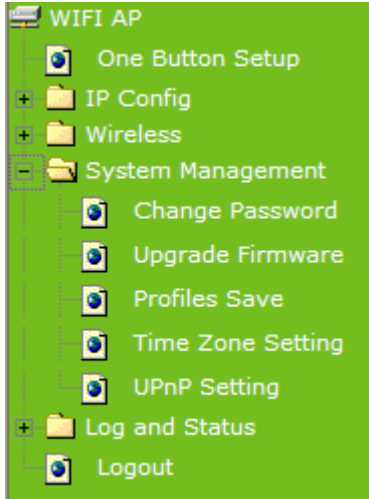 WIFI AP
One Button Setup
IP Config
Wireless
System Management
Change Password
Upgrade Firmware
Profiles Save
Time Zone Setting
UPnP Setting
Log and Status
Logout